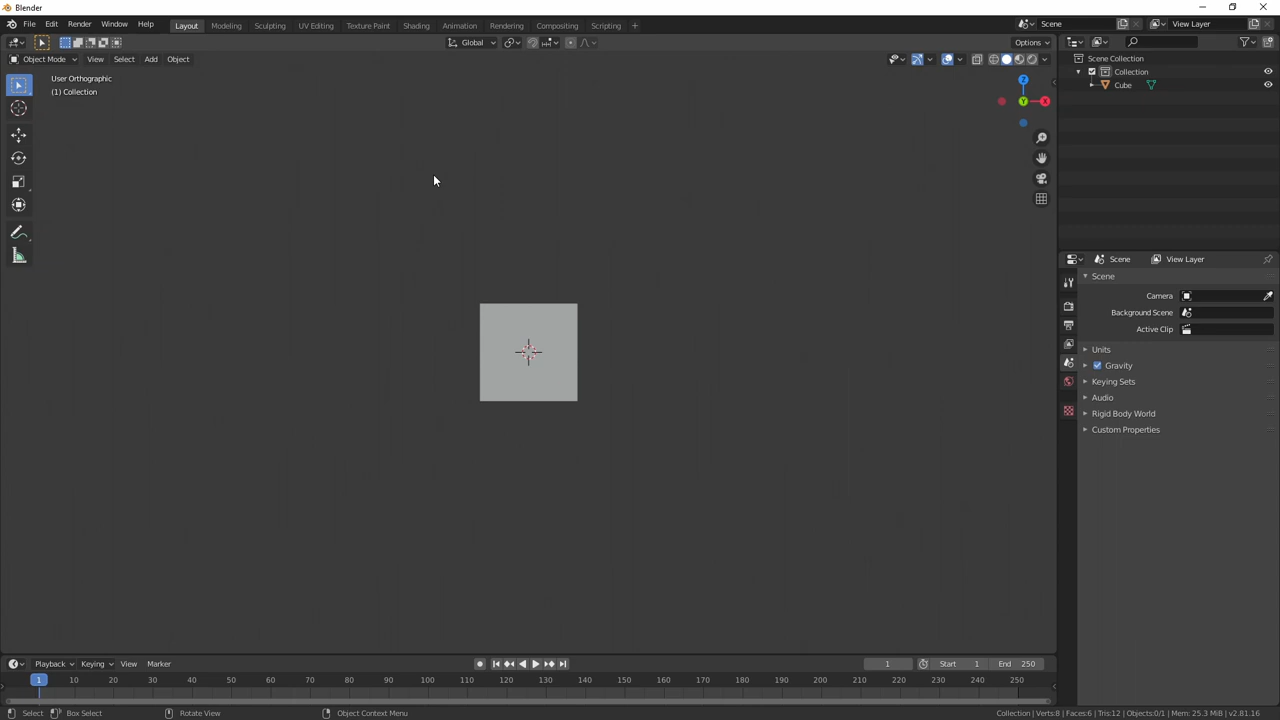 Blender
File Edit Render Window Help Layout Modeling Sculpting UV Editing Texture Paint Shading Animation Rendering Compositing Scripting + Scene View Layer
Global Options
Object Mode View Select Add Object
User Orthographic
(1) Collection
Z
Y X
Scene Collection
Collection
Cube
Scene View Layer
Scene
Camera
Background Scene
Active Clip
Units
Gravity
Keying Sets
Audio
Rigid Body World
Custom Properties
Playback Keying View Marker 1 Start 1 End 250
1 10 20 30 40 50 60 70 80 90 100 110 120 130 140 150 160 170 180 190 200 210 220 230 240 250
Select Box Select Rotate View Object Context Menu Collection | Verts:8 | Faces:6 | Tris:12 | Objects:0/1 | Mem: 25.3 MiB | v2.81.16